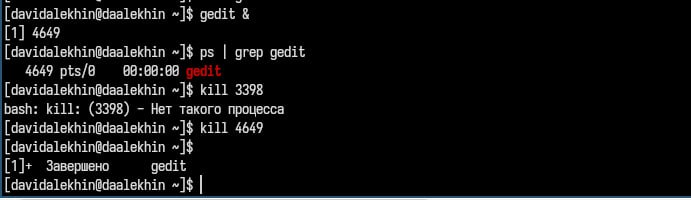 [davidalekhin@daalekhin ~]$ gedit &
[1] 4649
[davidalekhin@daalekhin ~]$ ps | grep gedit
   4649 pts/0    00:00:00 gedit
[davidalekhin@daalekhin ~]$ kill 3398
bash: kill: (3398) - Нет такого процесса
[davidalekhin@daalekhin ~]$ kill 4649
[davidalekhin@daalekhin ~]$
[1]+  Завершено      gedit
[davidalekhin@daalekhin ~]$